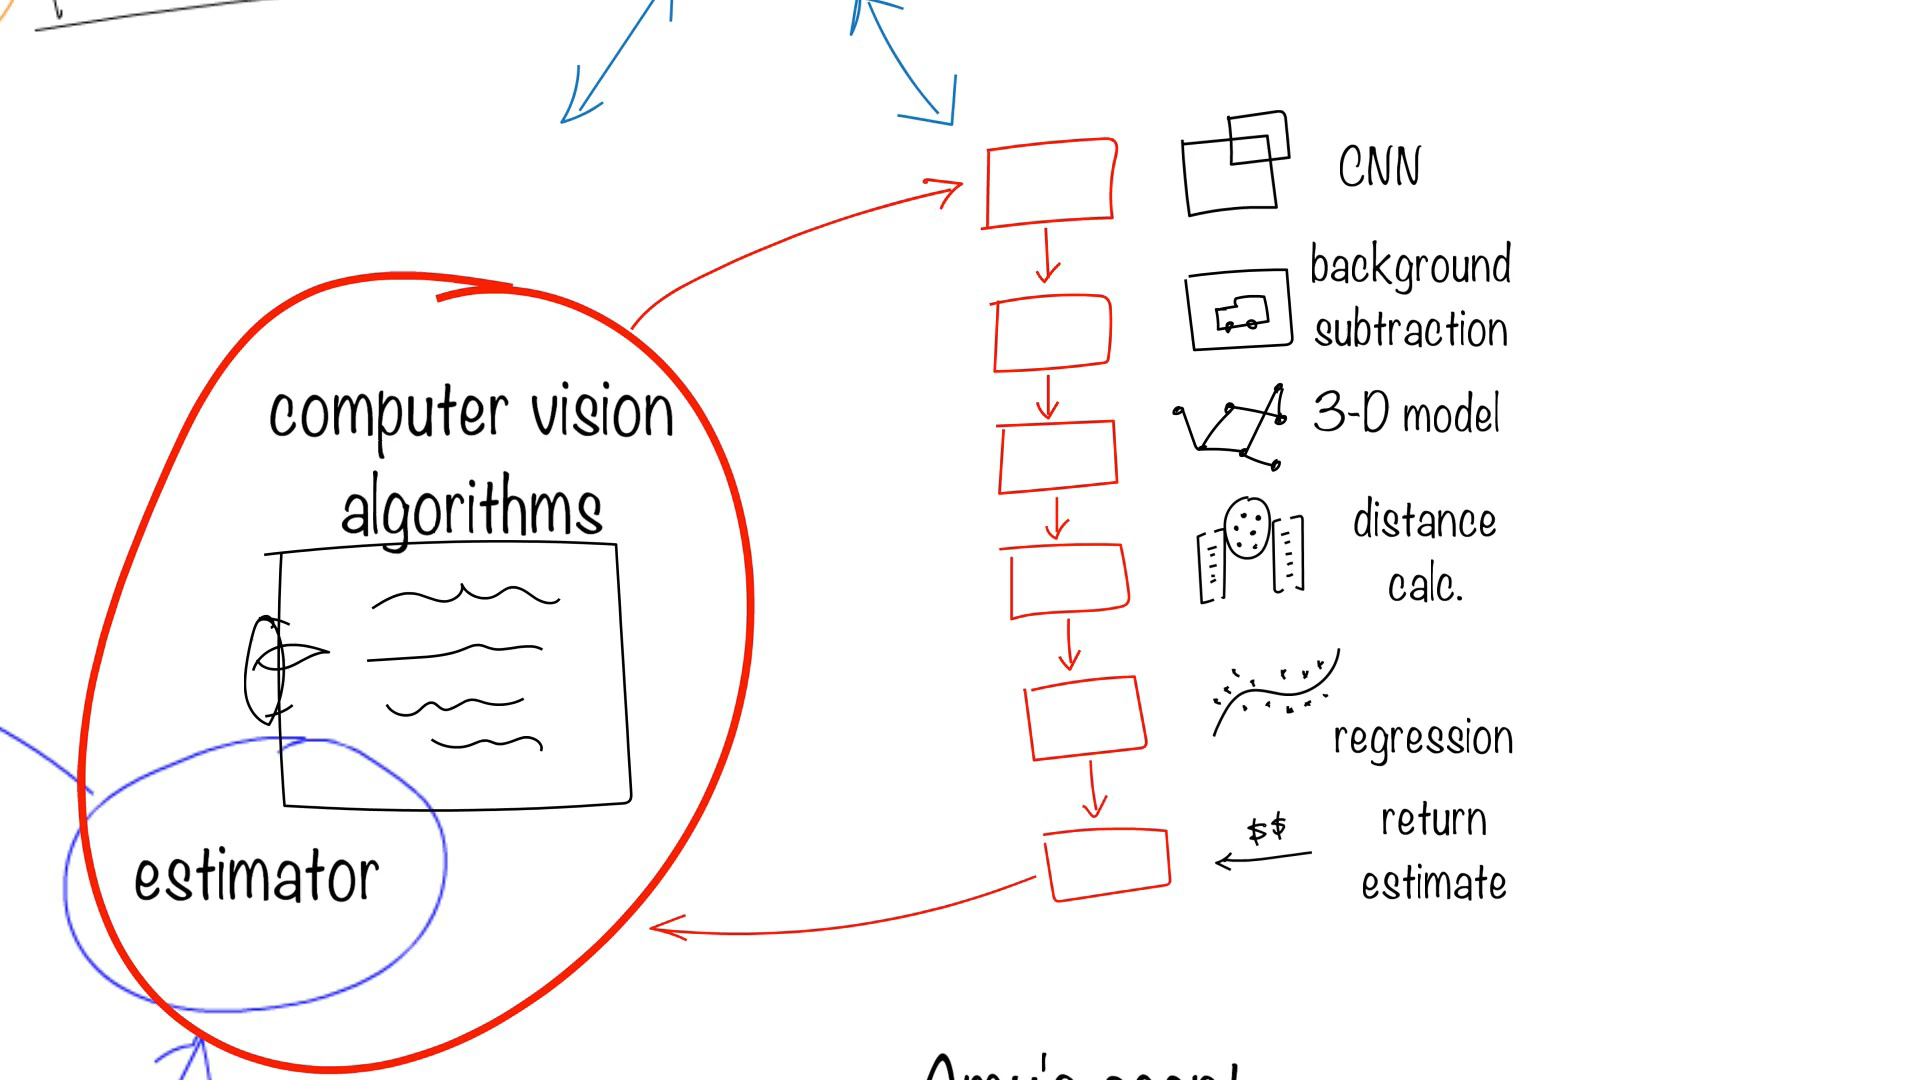 CNN
background
subtraction
computer vision
algorithms
3-D model
distance
calc.
regression
estimator
$$
return
estimate